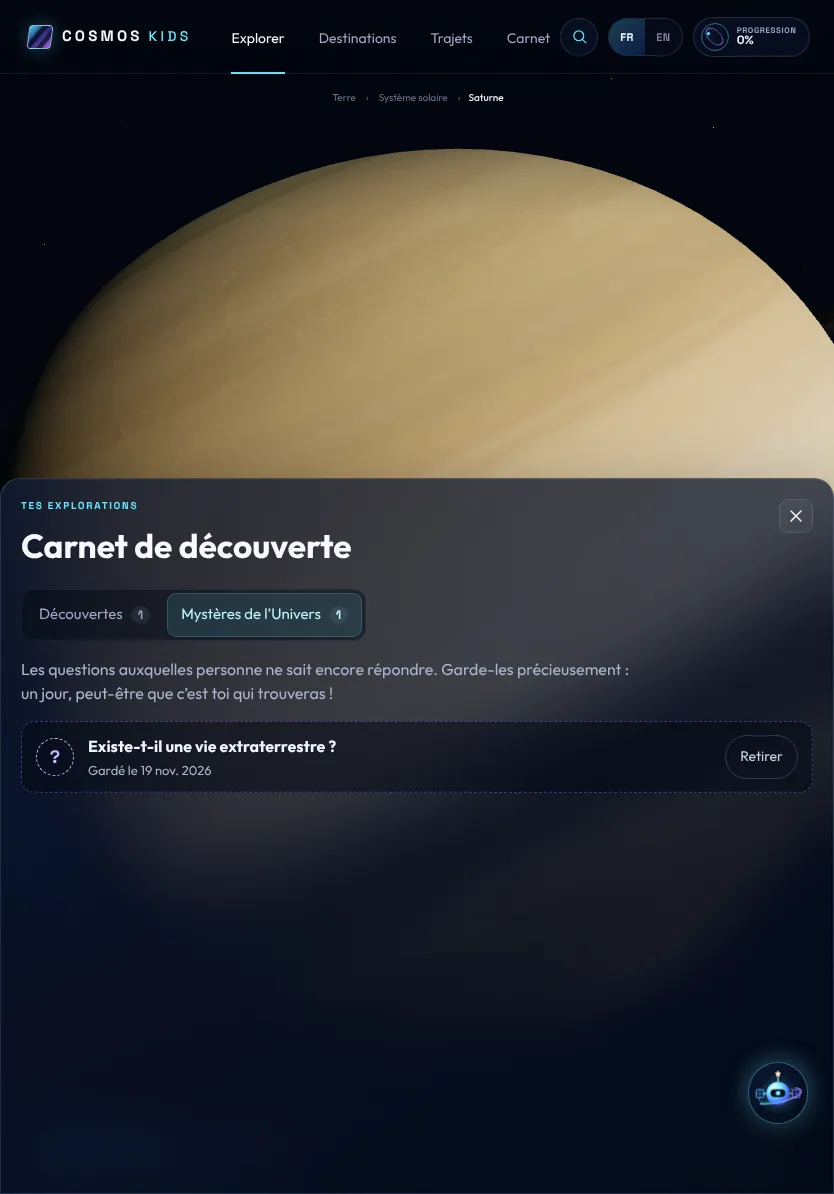 COSMOS KIDS
Explorer
Destinations
Trajets
Carnet
FR
EN
PROGRESSION
0%
Terre › Système solaire › Saturne
TES EXPLORATIONS
Carnet de découverte
Découvertes 1
Mystères de l’Univers 1
Les questions auxquelles personne ne sait encore répondre. Garde-les précieusement :
un jour, peut-être que c’est toi qui trouveras !
?
Existe-t-il une vie extraterrestre ?
Gardé le 19 nov. 2026
Retirer